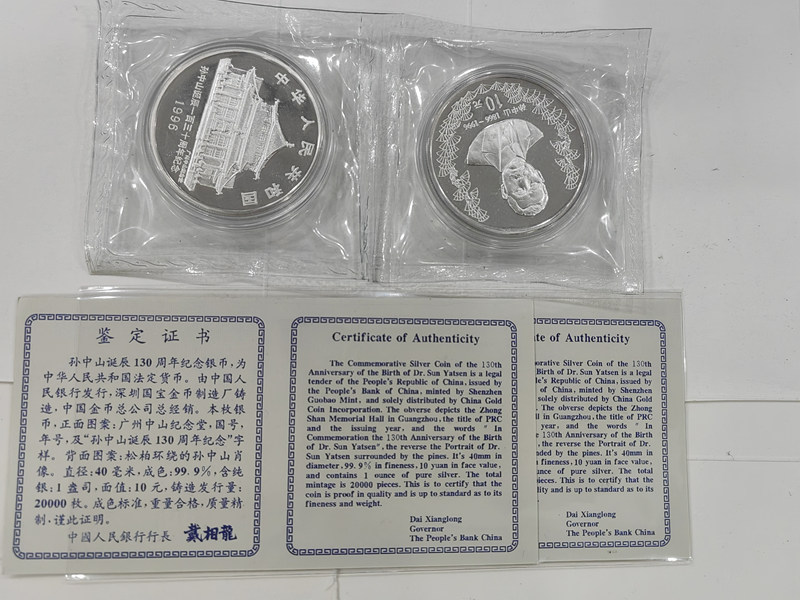 中华人民共和国
孙中山诞辰一百三十周年纪念
1996
10元
孙中山 1866-1996
鉴定证书
孙中山诞辰130周年纪念银币,为
中华人民共和国法定货币。由中国人
民银行发行,深圳国宝金币制造厂铸
造,中国金币总公司总经销。本枚银
币,正面图案:广州中山纪念堂,国号,
年号,及“孙中山诞辰130周年纪念”字
样。背面图案:松柏环绕的孙中山肖
像。直径:40毫米,成色:99.9%,含纯
银:1盎司,面值:10元,铸造发行量:
20000枚。成色标准,重量合格,质量精
制,谨此证明。
中國人民銀行行長 戴相龍
Certificate of Authenticity
The Commemorative Silver Coin of the 130th
Anniversary of the Birth of Dr. Sun Yatsen is a legal
tender of the People's Republic of China, issued by
the People's Bank of China, minted by Shenzhen
Guobao Mint, and solely distributed by China Gold
Coin Incorporation. The obverse depicts the Zhong
Shan Memorial Hall in Guangzhou, the title of PRC
and the issuing year, and the words " In
Commemoration the 130th Anniversary of the Birth
of Dr. Sun Yatsen", the reverse the Portrait of Dr.
Sun Yatsen surrounded by the pines. It's 40mm in
diameter, 99.9% in fineness, 10 yuan in face value,
and contains 1 ounce of pure silver. The total
mintage is 20000 pieces. This is to certify that the
coin is proof in quality and is up to standard as to its
fineness and weight.
Dai Xianglong
Governor
The People's Bank China
of Authenticity
Silver Coin of the 130th
Birth of Dr. Sun Yatsen is a legal
Republic of China, issued by
China, minted by Shenzhen
solely distributed by China Gold
The obverse depicts the Zhong
in Guangzhou, the title of PRC
year, and the words " In
130th Anniversary of the Birth
the reverse the Portrait of Dr.
by the pines. It's 40mm in
fineness, 10 yuan in face value,
of pure silver. The total
pieces. This is to certify that the
lity and is up to standard as to its
Dai Xianglong
Governor
The People's Bank China